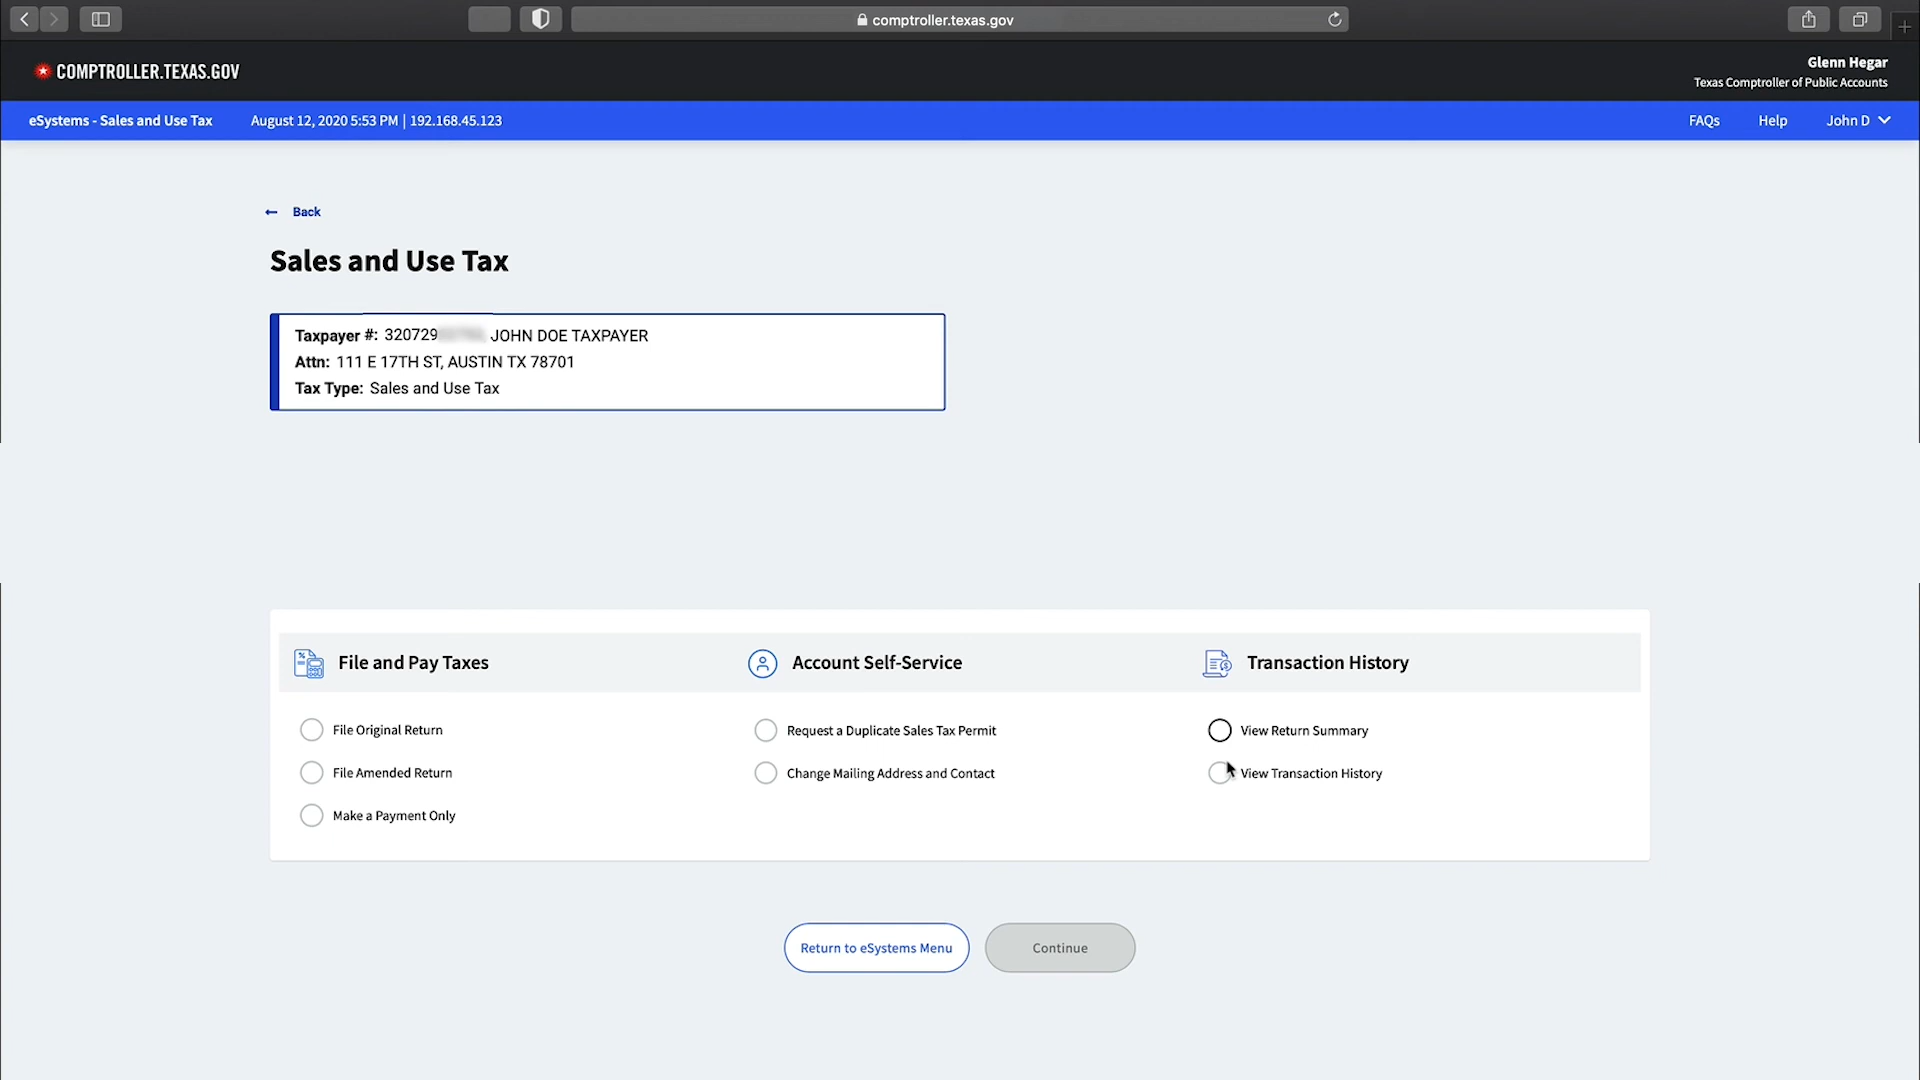 comptroller.texas.gov
COMPTROLLER.TEXAS.GOV
Glenn Hegar
Texas Comptroller of Public Accounts
eSystems - Sales and Use Tax August 12, 2020 5:53 PM | 192.168.45.123 FAQs Help John D
Back
Sales and Use Tax
Taxpayer #: 320729 JOHN DOE TAXPAYER
Attn: 111 E 17TH ST, AUSTIN TX 78701
Tax Type: Sales and Use Tax
File and Pay Taxes
File Original Return
File Amended Return
Make a Payment Only
Account Self-Service
Request a Duplicate Sales Tax Permit
Change Mailing Address and Contact
Transaction History
View Return Summary
View Transaction History
Return to eSystems Menu
Continue